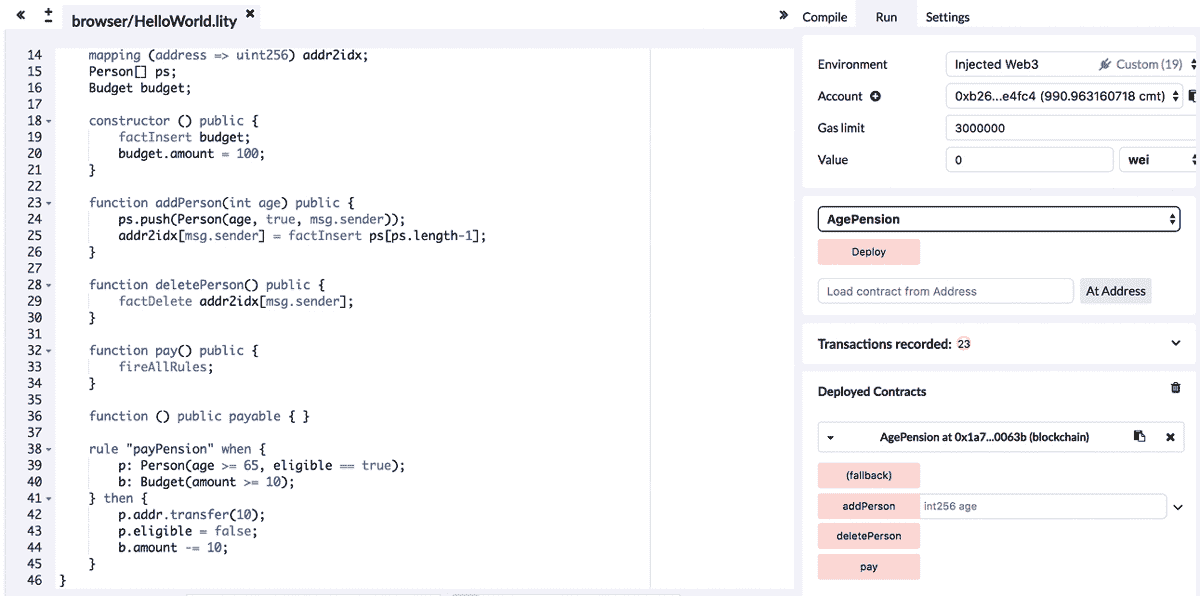 browser/HelloWorld.lity
14 mapping (address => uint256) addr2idx;
15 Person[] ps;
16 Budget budget;
17
18 constructor () public {
19 factInsert budget;
20 budget.amount = 100;
21 }
22
23 function addPerson(int age) public {
24 ps.push(Person(age, true, msg.sender));
25 addr2idx[msg.sender] = factInsert ps[ps.length-1];
26 }
27
28 function deletePerson() public {
29 factDelete addr2idx[msg.sender];
30 }
31
32 function pay() public {
33 fireAllRules;
34 }
35
36 function () public payable { }
37
38 rule "payPension" when {
39 p: Person(age >= 65, eligible == true);
40 b: Budget(amount >= 10);
41 } then {
42 p.addr.transfer(10);
43 p.eligible = false;
44 b.amount -= 10;
45 }
46 }
Compile Run Settings
Environment Injected Web3 Custom (19)
Account 0xb26...e4fc4 (990.963160718 cmt)
Gas limit 3000000
Value 0 wei
AgePension
Deploy
Load contract from Address At Address
Transactions recorded: 23
Deployed Contracts
AgePension at 0x1a7...0063b (blockchain)
(fallback)
addPerson int256 age
deletePerson
pay